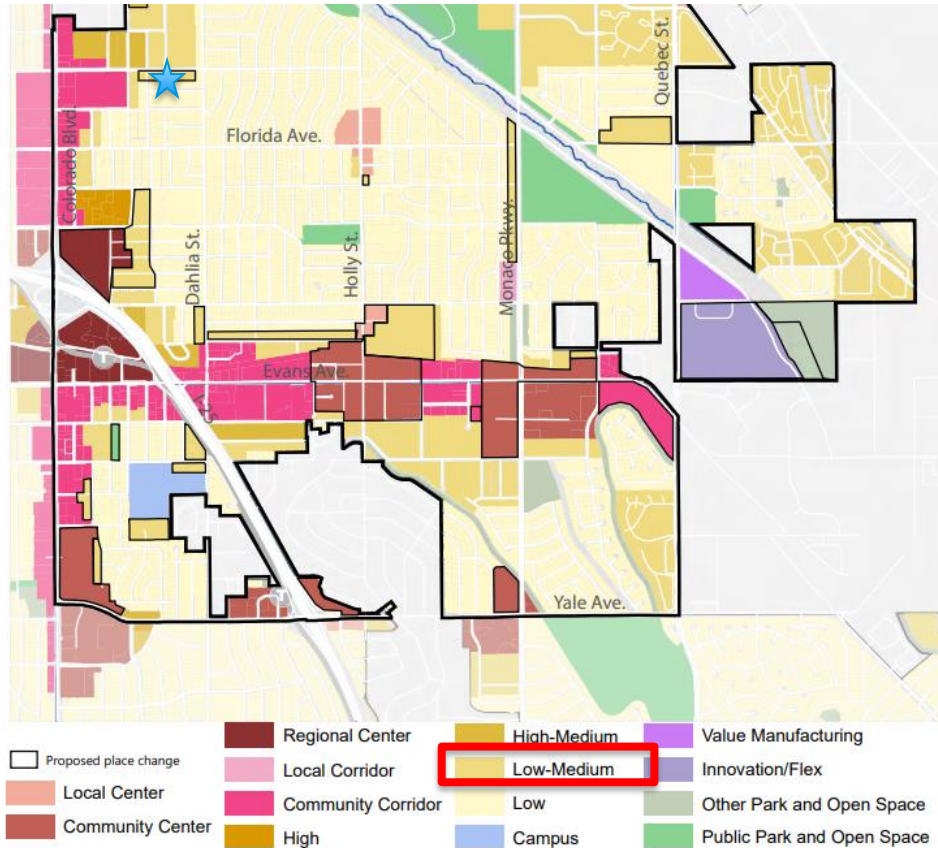 Quebec St.
Florida Ave.
Colorado Blvd.
Dahlia St.
Holly St.
Monaco Pkwy.
Evans Ave.
I-25
T
T
Yale Ave.
Proposed place change
Local Center
Community Center
Regional Center
Local Corridor
Community Corridor
High
High-Medium
Low-Medium
Low
Campus
Value Manufacturing
Innovation/Flex
Other Park and Open Space
Public Park and Open Space